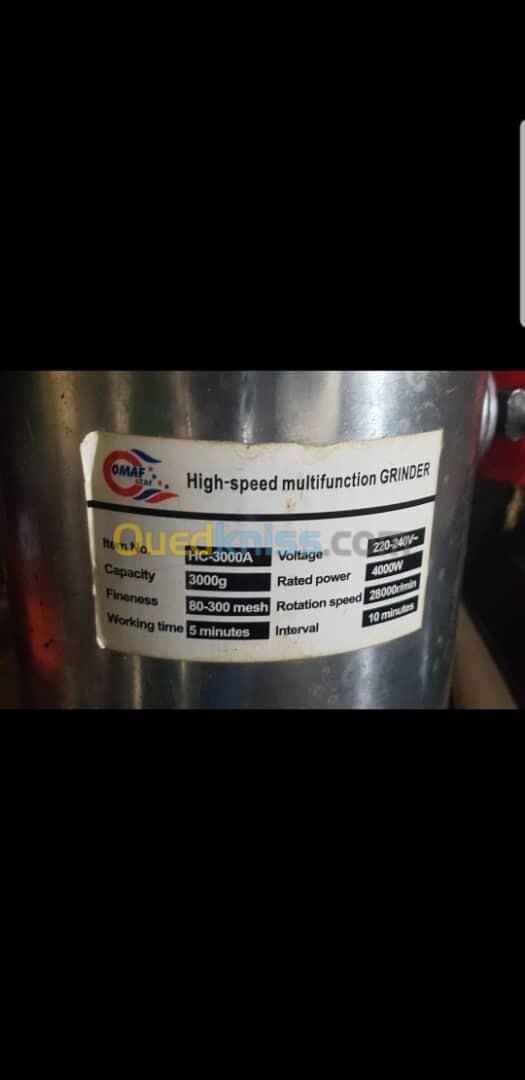 OMAF
star
High-speed multifunction GRINDER
Ouedkniss.com
Item No. HC-3000A Voltage 220-240V~
Capacity 3000g Rated power 4000W
Fineness 80-300 mesh Rotation speed 28000r/min
Working time 5 minutes Interval 10 minutes